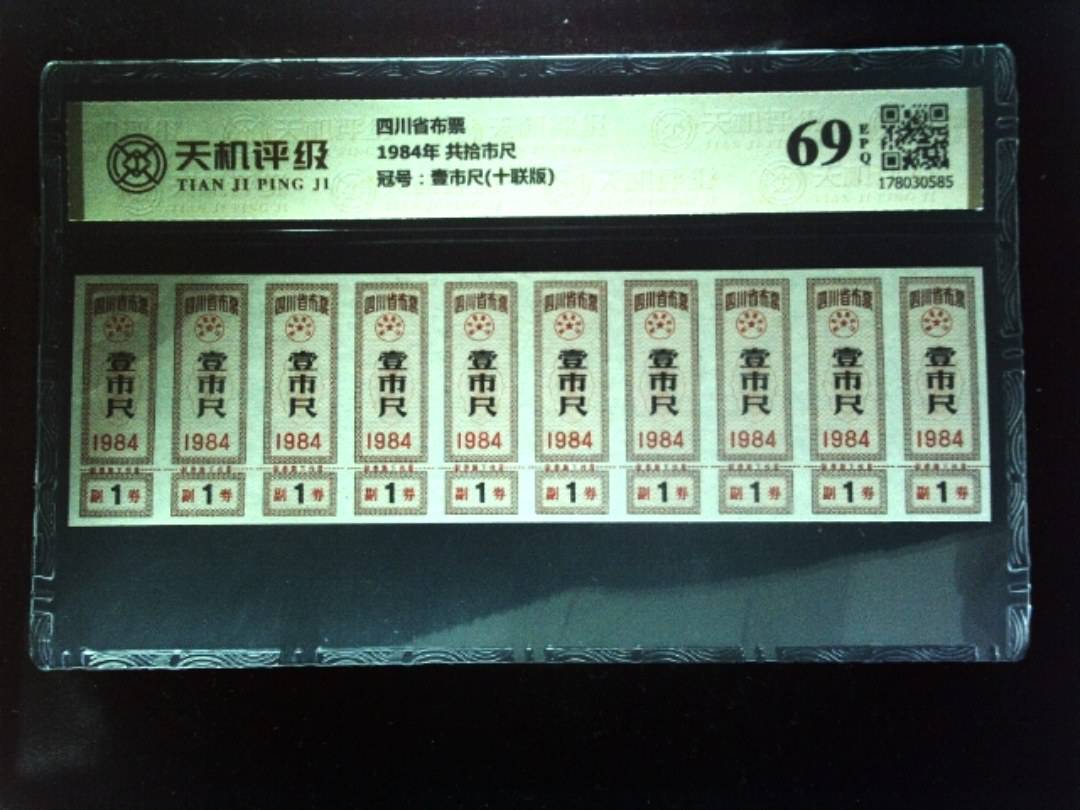 天机评级
TIAN JI PING JI
四川省布票
1984年 共拾市尺
冠号：壹市尺(十联版)
69
EPQ
178030585
四川省布票 四川省布票 四川省布票 四川省布票 四川省布票 四川省布票 四川省布票 四川省布票 四川省布票 四川省布票
壹市尺 壹市尺 壹市尺 壹市尺 壹市尺 壹市尺 壹市尺 壹市尺 壹市尺 壹市尺
1984 1984 1984 1984 1984 1984 1984 1984 1984 1984
副1券 副1券 副1券 副1券 副1券 副1券 副1券 副1券 副1券 副1券